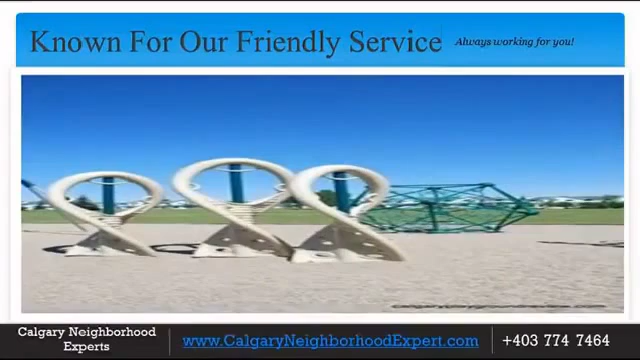 Known For Our Friendly Service
Always working for you!
Calgary Neighborhood
Experts
www.CalgaryNeighborhoodExpert.com
+403 774 7464